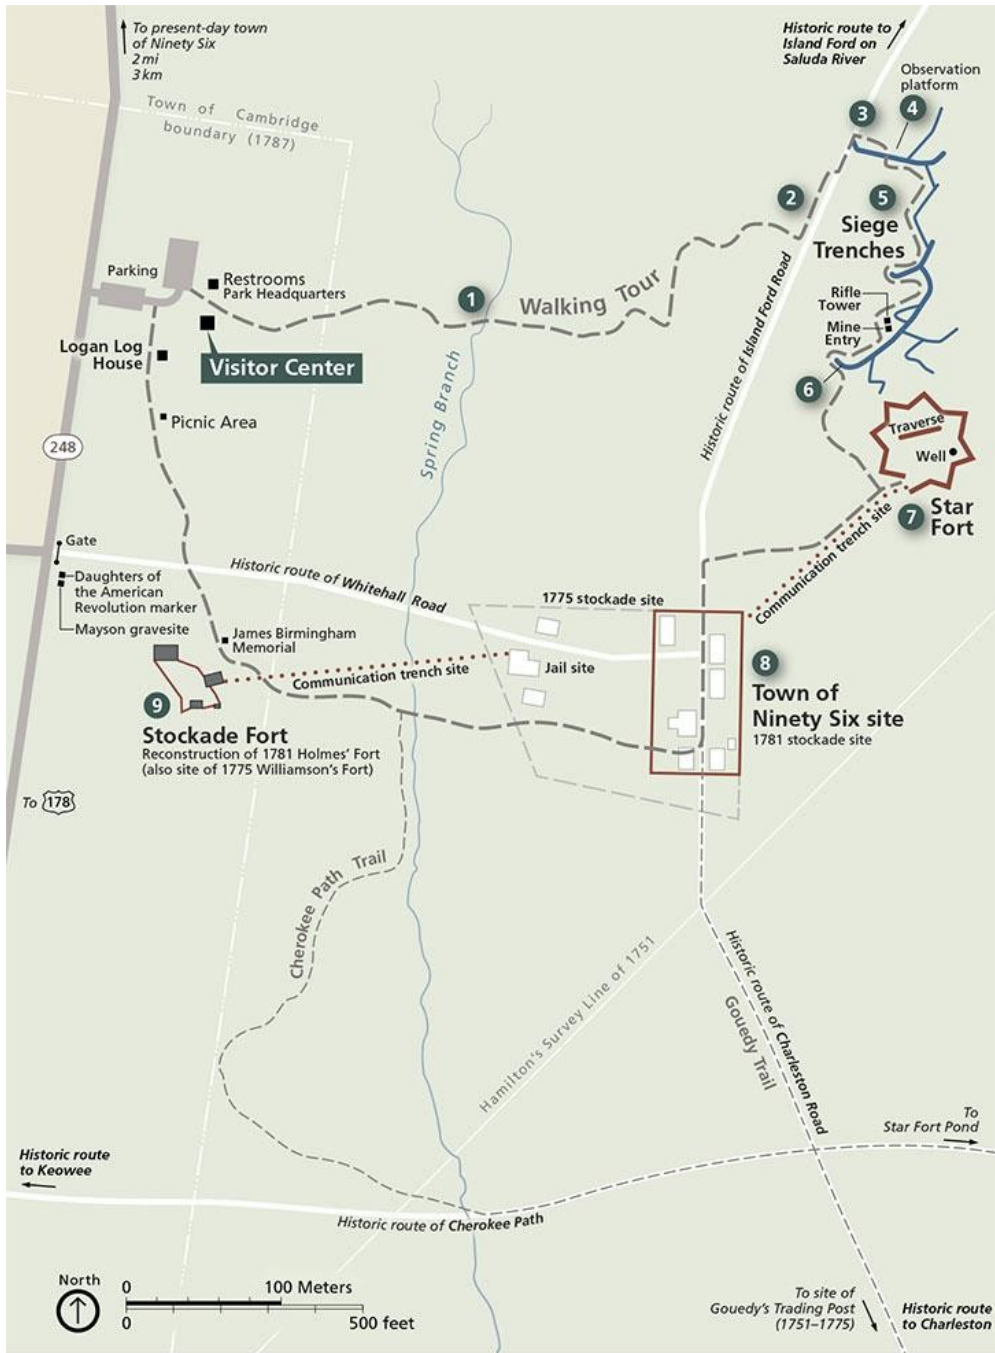 To present-day town
of Ninety Six
2 mi
3 km
Historic route to
Island Ford on
Saluda River
Observation
platform
Town of Cambridge
boundary (1787)
3
4
2
5
Siege
Trenches
Parking
Restrooms
Park Headquarters
1
Walking Tour
Rifle
Tower
Mine
Entry
Logan Log
House
Visitor Center
Historic route of Island Ford Road
6
Spring Branch
Picnic Area
Traverse
Well
248
7
Star
Fort
Gate
Historic route of Whitehall Road
Communication trench site
Daughters of
the American
Revolution marker
Mayson gravesite
1775 stockade site
James Birmingham
Memorial
Communication trench site
Jail site
8
Town of
Ninety Six site
1781 stockade site
9
Stockade Fort
Reconstruction of 1781 Holmes' Fort
(also site of 1775 Williamson's Fort)
To 178
Cherokee Path Trail
Hamilton's Survey Line of 1751
Historic route of Charleston Road
Gouedy Trail
To
Star Fort Pond
Historic route
to Keowee
Historic route of Cherokee Path
North
0
100 Meters
0
500 feet
To site of
Gouedy's Trading Post
(1751–1775)
Historic route
to Charleston